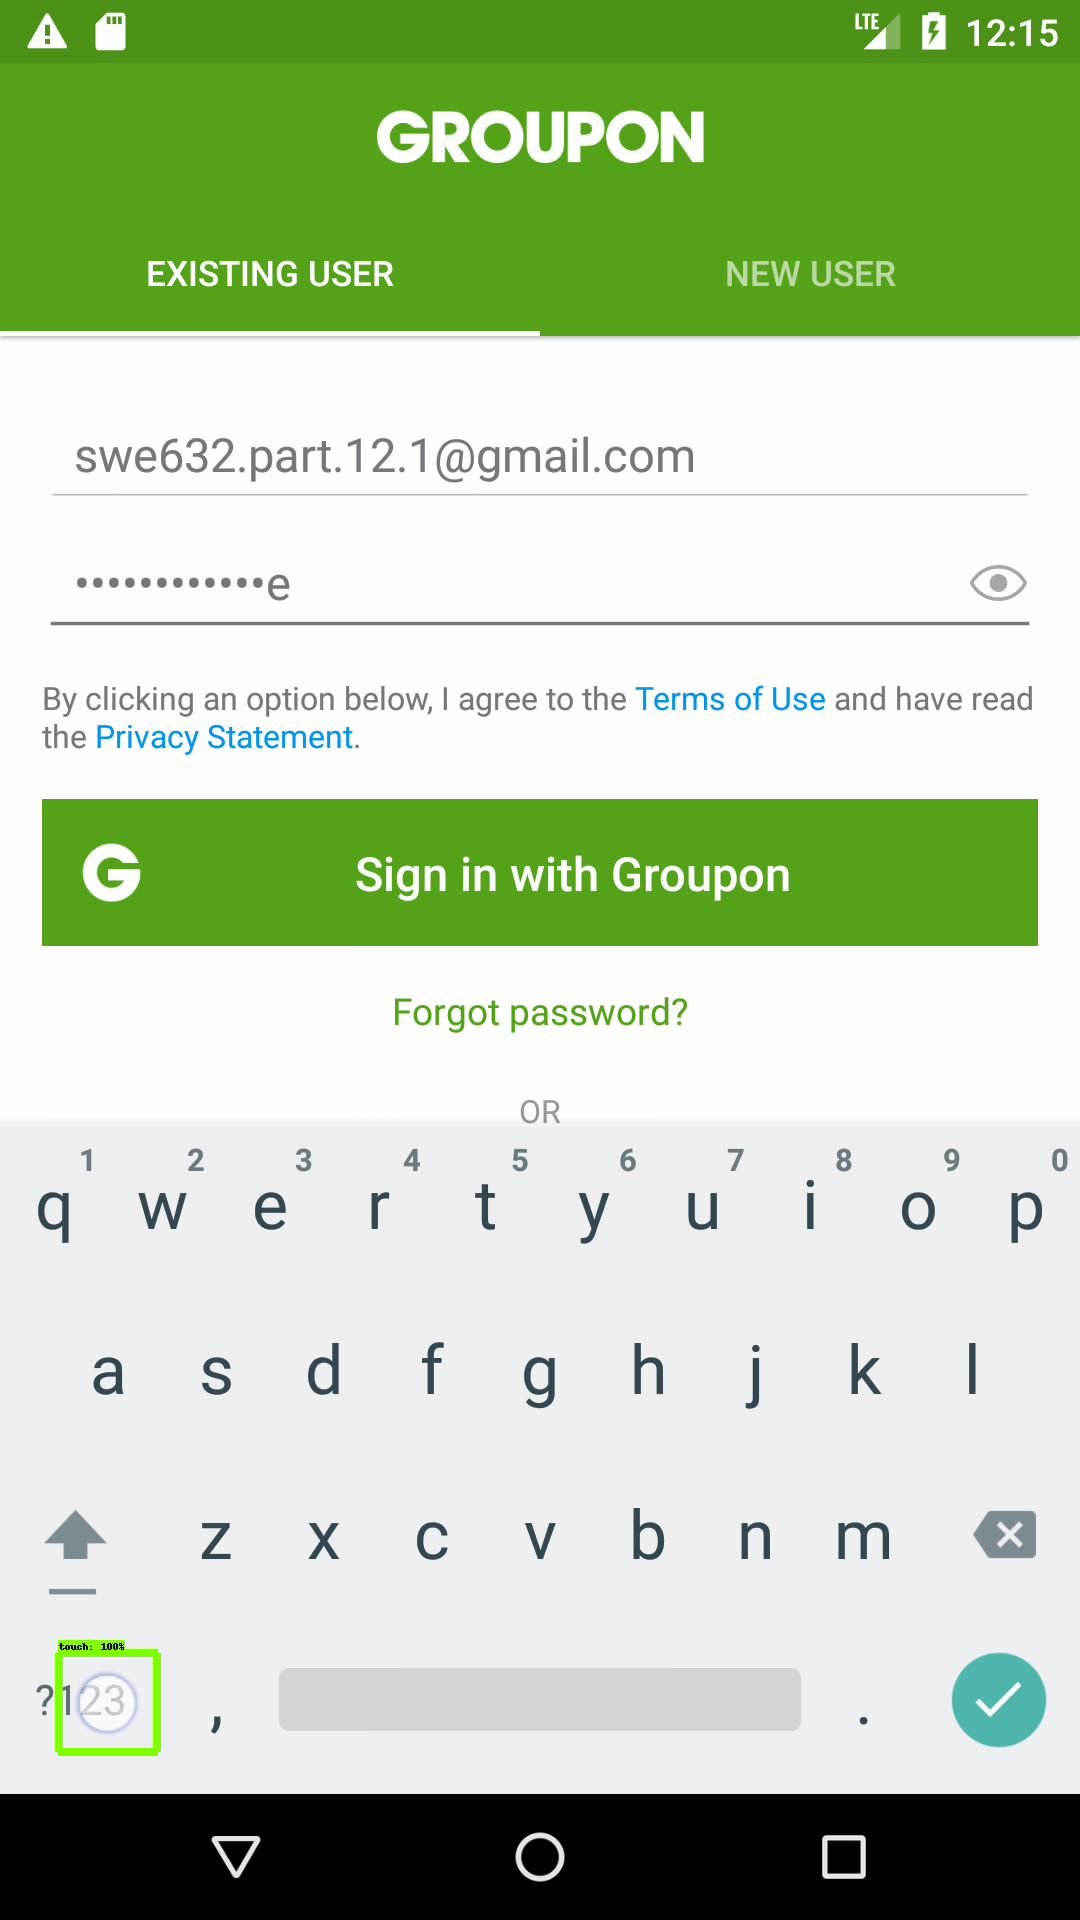 LTE 12:15
GROUPON
EXISTING USER NEW USER
swe632.part.12.1@gmail.com
••••••••••••e
By clicking an option below, I agree to the Terms of Use and have read
the Privacy Statement.
G Sign in with Groupon
Forgot password?
OR
1 2 3 4 5 6 7 8 9 0
q w e r t y u i o p
a s d f g h j k l
z x c v b n m
touch: 100%
?123 , .